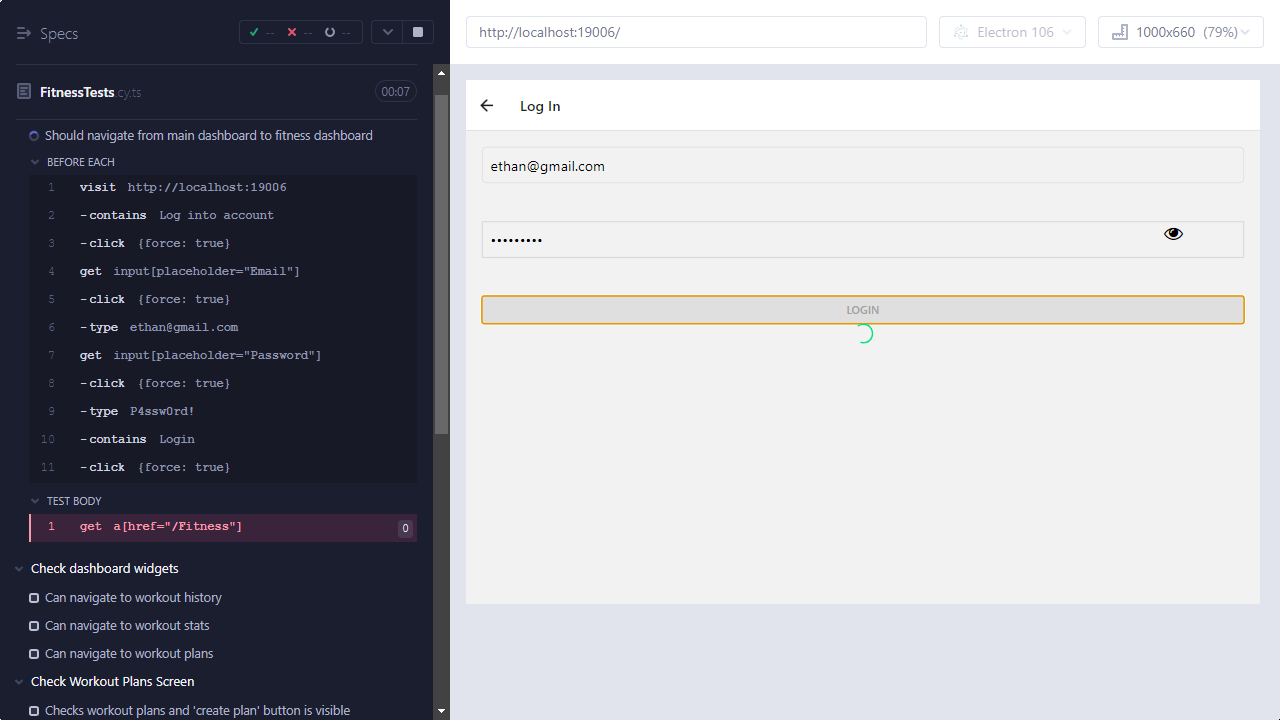 Specs
-- -- --
http://localhost:19006/
Electron 106
1000x660 (79%)
FitnessTests.cy.ts
00:07
Log In
Should navigate from main dashboard to fitness dashboard
BEFORE EACH
1 visit http://localhost:19006
2 -contains Log into account
3 -click {force: true}
4 get input[placeholder="Email"]
5 -click {force: true}
6 -type ethan@gmail.com
7 get input[placeholder="Password"]
8 -click {force: true}
9 -type P4ssw0rd!
10 -contains Login
11 -click {force: true}
TEST BODY
1 get a[href="/Fitness"] 0
Check dashboard widgets
Can navigate to workout history
Can navigate to workout stats
Can navigate to workout plans
Check Workout Plans Screen
Checks workout plans and 'create plan' button is visible
ethan@gmail.com
•••••••••
LOGIN